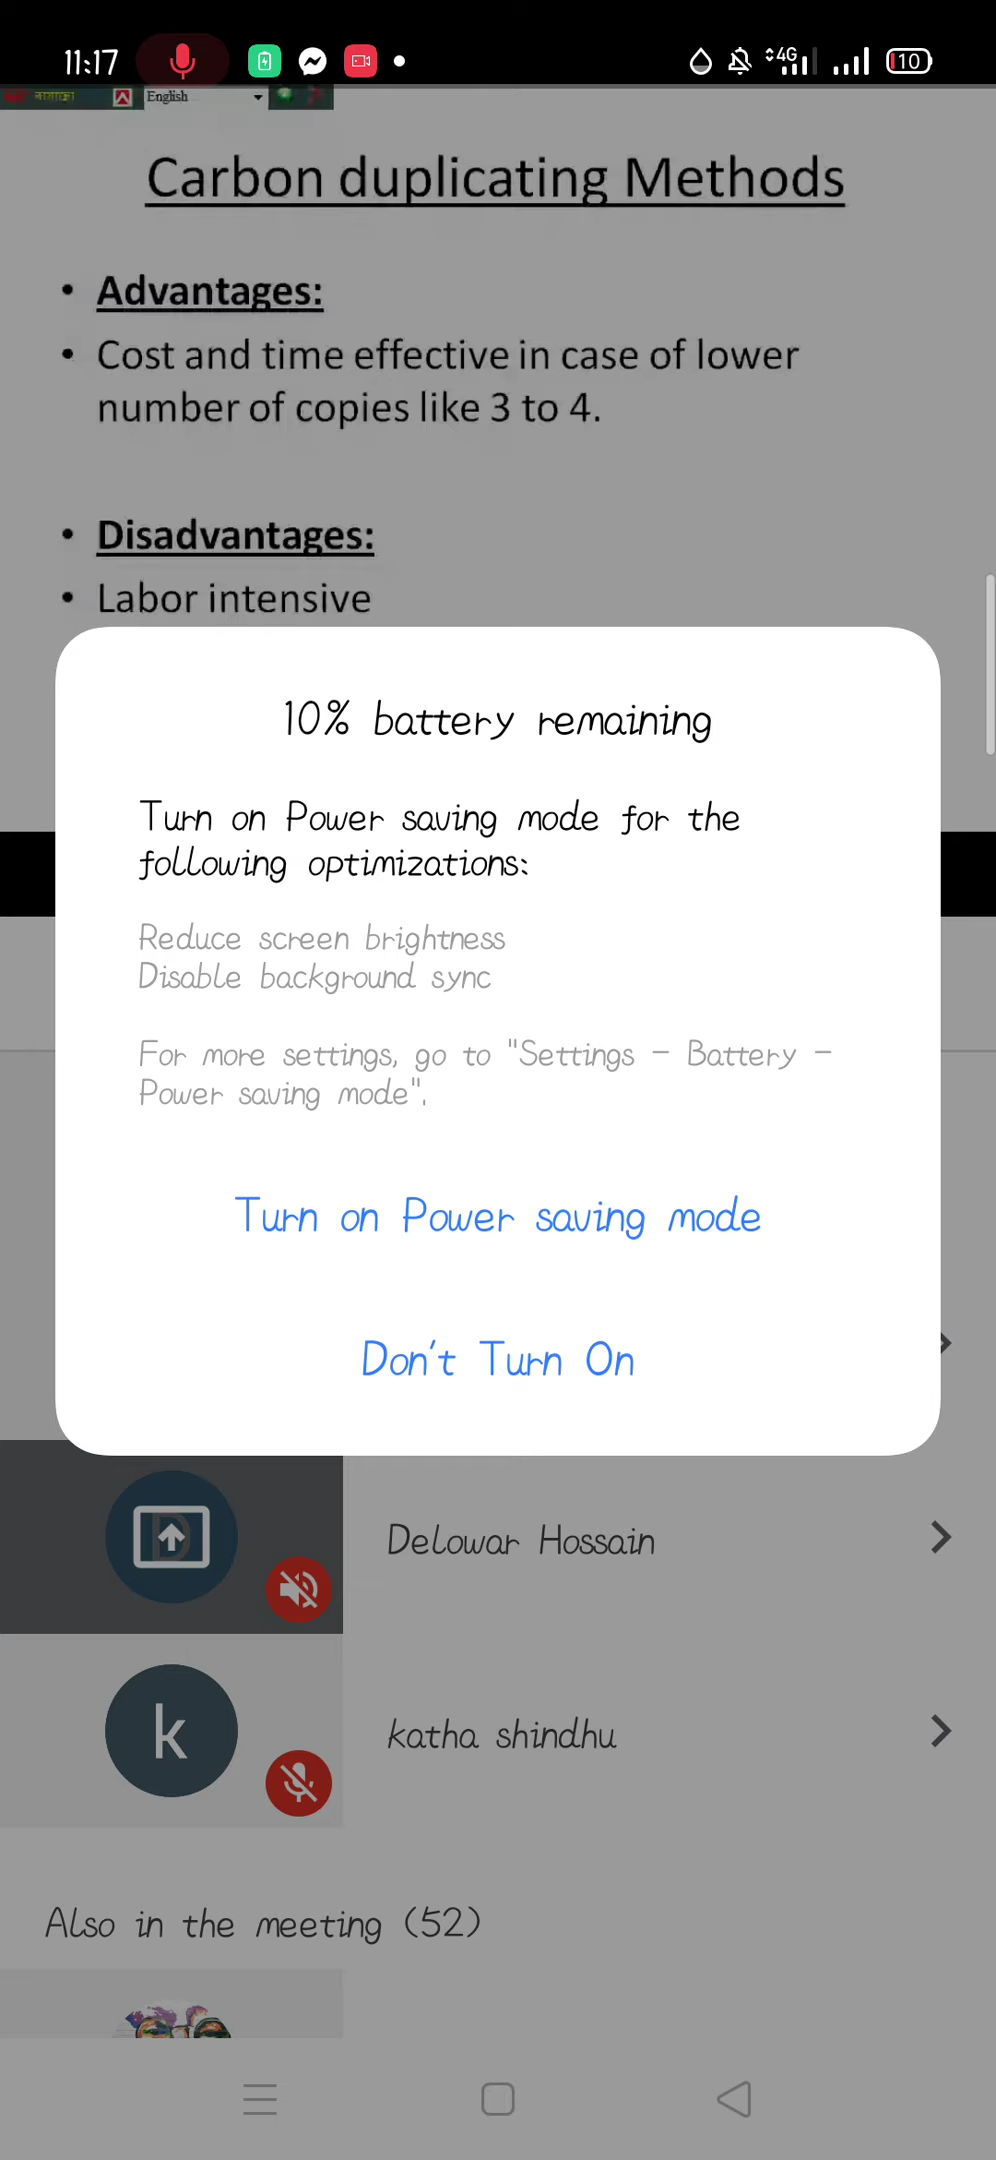 11:17
4G
10
বায়ান্নো
English
Carbon duplicating Methods
• Advantages:
• Cost and time effective in case of lower
number of copies like 3 to 4.
• Disadvantages:
• Labor intensive
10% battery remaining
Turn on Power saving mode for the
following optimizations:
Reduce screen brightness
Disable background sync
For more settings, go to "Settings - Battery -
Power saving mode".
Turn on Power saving mode
Don't Turn On
D
Delowar Hossain
k
katha shindhu
Also in the meeting (52)